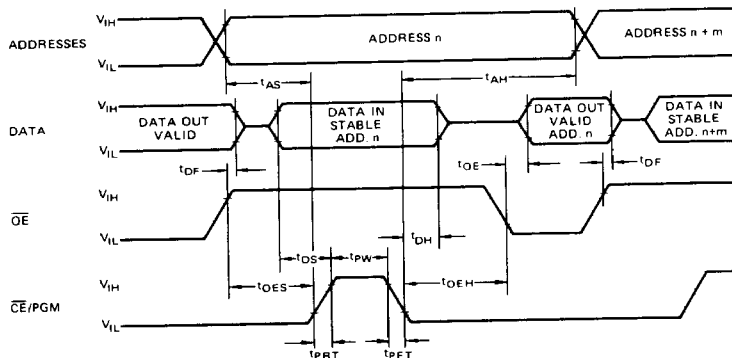 VIH
ADDRESSES
ADDRESS n
ADDRESS n + m
VIL
tAS
tAH
VIH
DATA
DATA OUT
VALID
DATA IN
STABLE
ADD. n
DATA OUT
VALID
ADD. n
DATA IN
STABLE
ADD. n+m
VIL
tDF
tOE
tDF
VIH
OE
VIL
tDS
tPW
tDH
tOES
tOEH
VIH
CE/PGM
VIL
tPRT
tPFT